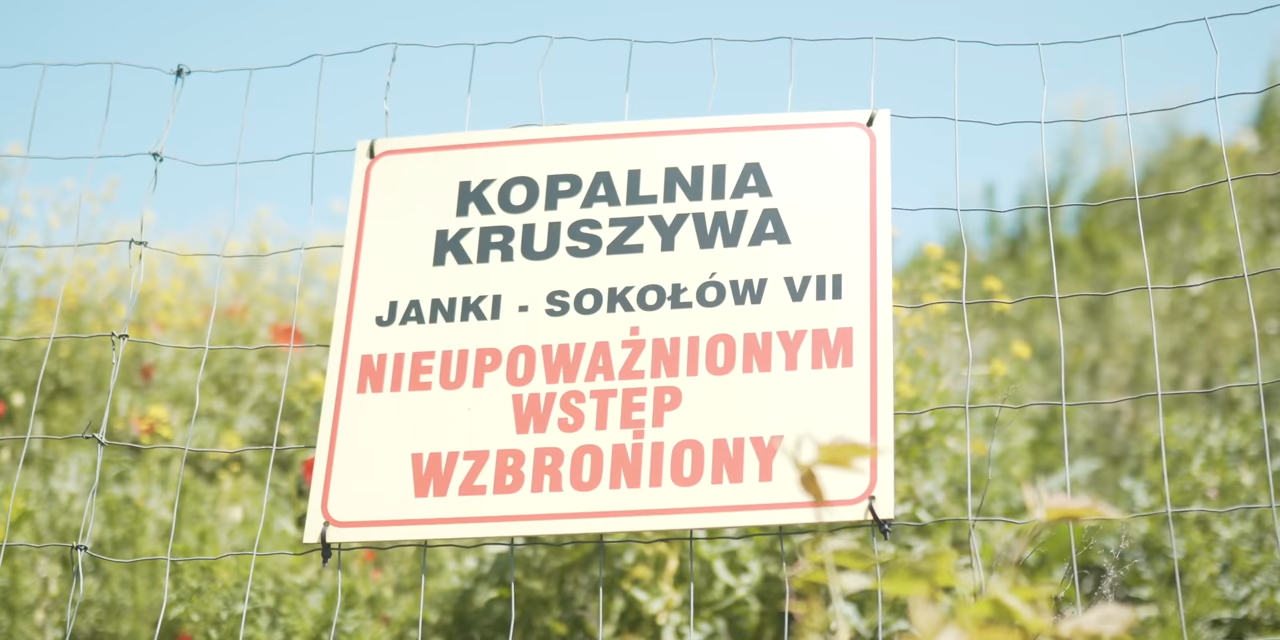 KOPALNIA
KRUSZYWA
JANKI - SOKOŁÓW VII
NIEUPOWAŻNIONYM
WSTĘP
WZBRONIONY